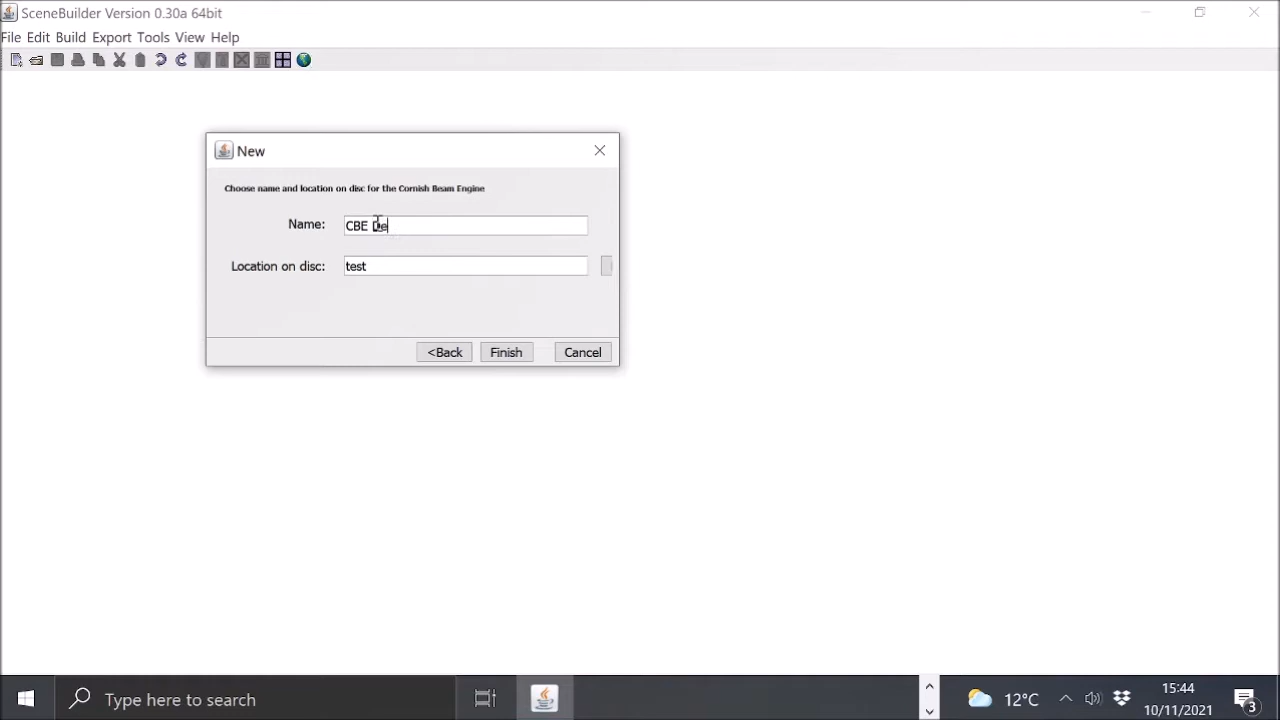 SceneBuilder Version 0.30a 64bit
File Edit Build Export Tools View Help
New
Choose name and location on disc for the Cornish Beam Engine
Name: CBE De
Location on disc: test
<Back Finish Cancel
Type here to search
12°C
15:44
10/11/2021
3